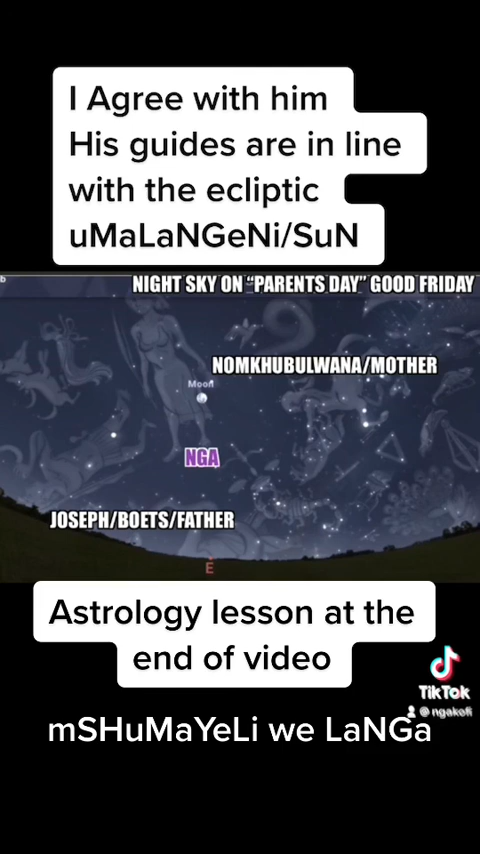 I Agree with him
His guides are in line
with the ecliptic
uMaLaNGeNi/SuN
b
NIGHT SKY ON "PARENTS DAY" GOOD FRIDAY
NOMKHUBULWANA/MOTHER
Moon
NGA
JOSEPH/BOETS/FATHER
E
Astrology lesson at the
end of video
TikTok
@ngakofi
mSHuMaYeLi we LaNGa